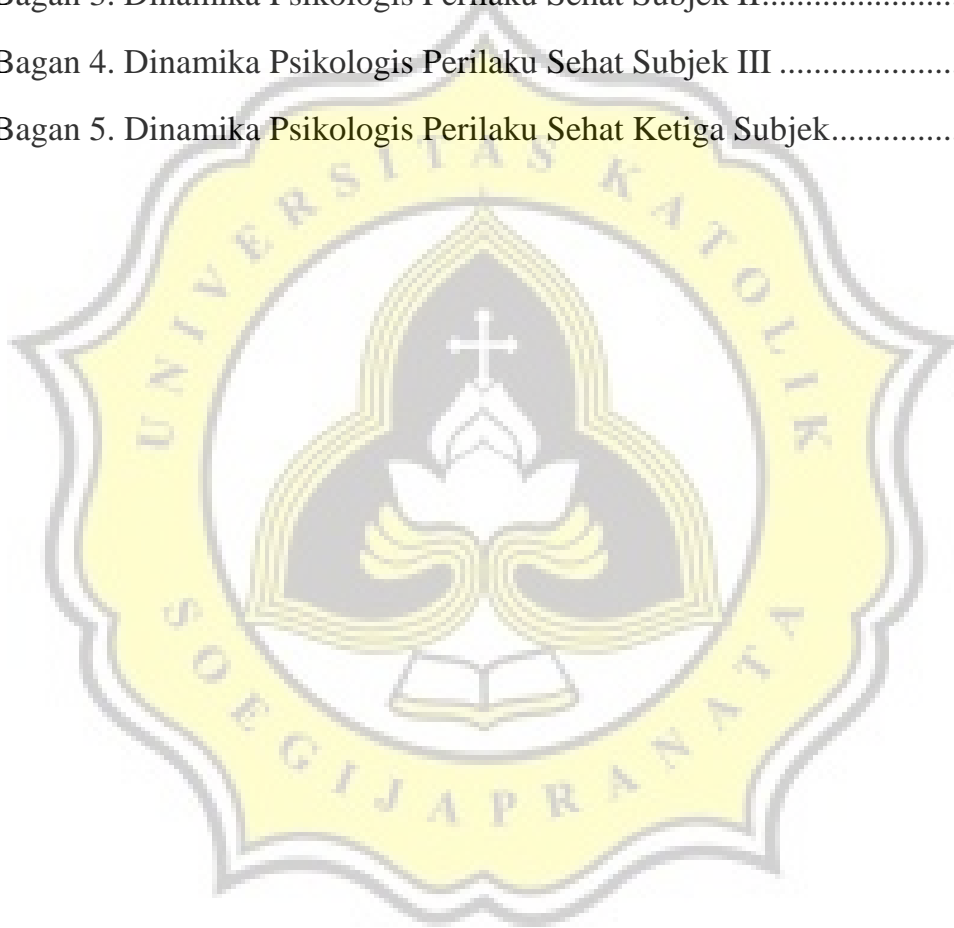 Bagan 3. Dinamika Psikologis Perilaku Sehat Subjek II.....................
Bagan 4. Dinamika Psikologis Perilaku Sehat Subjek III ...................
Bagan 5. Dinamika Psikologis Perilaku Sehat Ketiga Subjek..............
UNIVERSITAS KATOLIK
SOEGIJAPRANATA